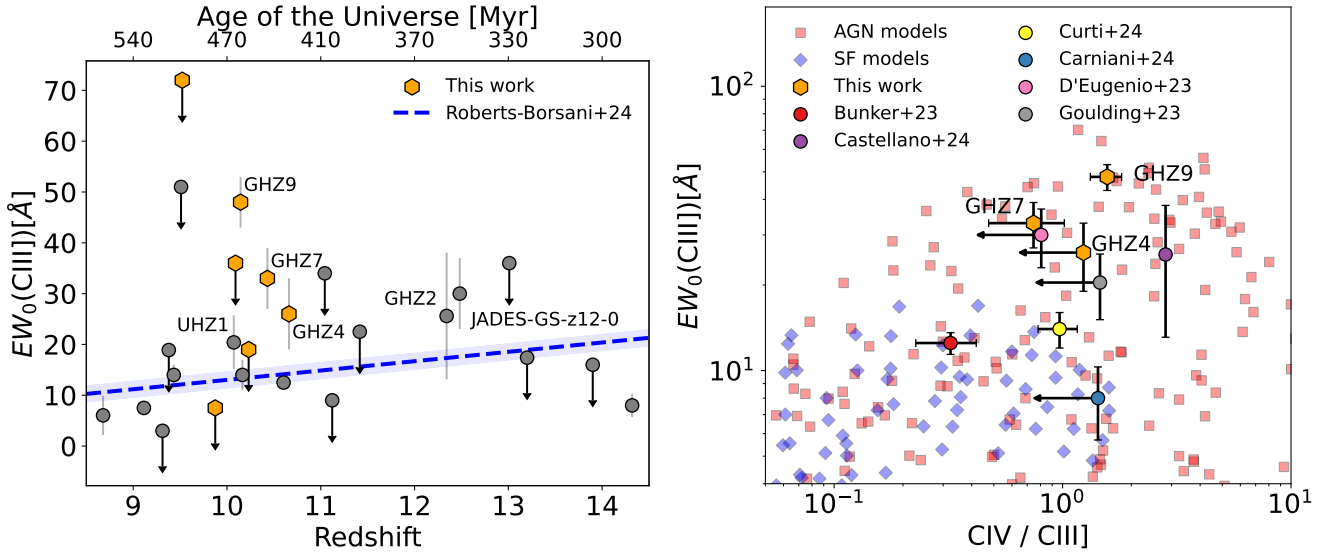 Age of the Universe [Myr]
540 470 410 360 330 300
70
60
50
40
30
20
10
0
EW0(CIII])[Å]
This work
Roberts-Borsani+24
GHZ9
GHZ7
GHZ2
UHZ1
GHZ4
JADES-GS-z12-0
9 10 11 12 13 14
Redshift
10²
10¹
EW0(CIII])[Å]
AGN models
SF models
This work
Bunker+23
Castellano+24
Curti+24
Carniani+24
D'Eugenio+23
Goulding+23
GHZ9
GHZ7
GHZ4
10⁻¹ 10⁰ 10¹
CIV / CIII]